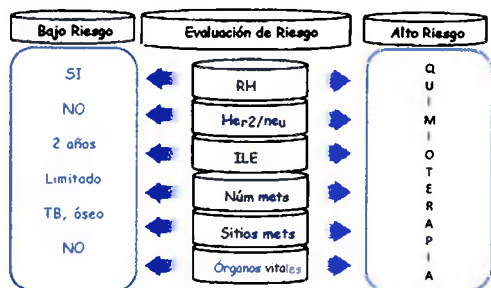 Bajo Riesgo
Evaluación de Riesgo
Alto Riesgo
SI
NO
2 años
Limitado
TB, óseo
NO
RH
Her2/neu
ILE
Núm mets
Sitios mets
Órganos vitales
Q
U
I
M
I
O
T
E
R
A
P
I
A